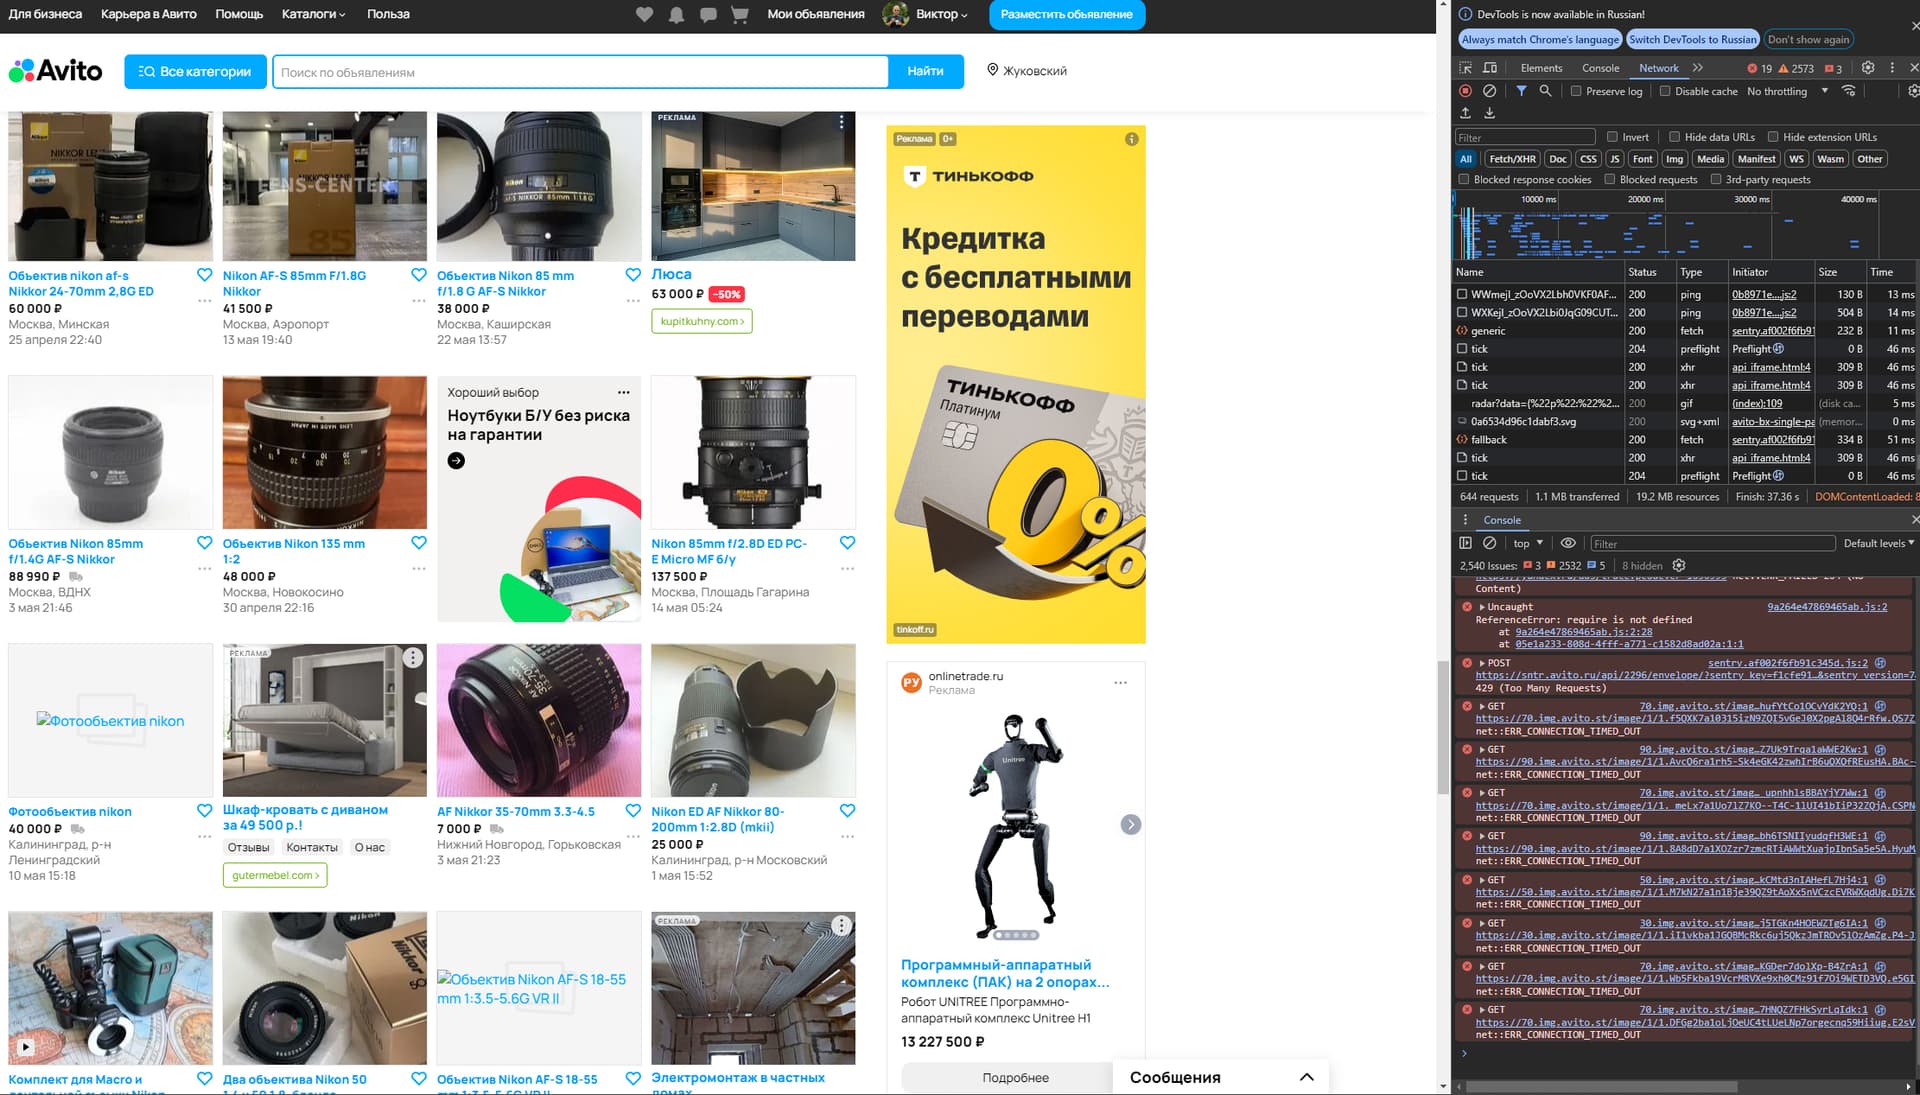 Для бизнеса Карьера в Авито Помощь Каталоги Польза Мои объявления Виктор Разместить объявление
Avito Все категории Поиск по объявлениям Найти Жуковский
Объектив nikon af-s
Nikkor 24-70mm 2,8G ED
60 000 ₽
Москва, Минская
25 апреля 22:40
LENS-CENTER
Nikon AF-S 85mm F/1.8G
Nikkor
41 500 ₽
Москва, Аэропорт
13 мая 19:40
Объектив Nikon 85 mm
f/1.8 G AF-S Nikkor
38 000 ₽
Москва, Каширская
22 мая 13:57
РЕКЛАМА
Люса
63 000 ₽ -50%
kupitkuhny.com >
Объектив Nikon 85mm
f/1.4G AF-S Nikkor
88 990 ₽
Москва, ВДНХ
3 мая 21:46
Объектив Nikon 135 mm
1:2
48 000 ₽
Москва, Новокосино
30 апреля 22:16
Хороший выбор
Ноутбуки Б/У без риска
на гарантии
Nikon 85mm f/2.8D ED PC-
E Micro MF б/у
137 500 ₽
Москва, Площадь Гагарина
14 мая 05:24
Фотообъектив nikon
Фотообъектив nikon
40 000 ₽
Калининград, р-н
Ленинградский
10 мая 15:18
РЕКЛАМА
Шкаф-кровать с диваном
за 49 500 р.!
Отзывы Контакты О нас
gutermebel.com >
AF Nikkor 35-70mm 3.3-4.5
7 000 ₽
Нижний Новгород, Горьковская
3 мая 21:23
Nikon ED AF Nikkor 80-
200mm 1:2.8D (mkii)
25 000 ₽
Калининград, р-н Московский
1 мая 15:52
Комплект для Macro и
Два объектива Nikon 50
Объектив Nikon AF-S 18-55
mm 1:3.5-5.6G VR II
Объектив Nikon AF-S 18-55
mm 1:3.5-5.6G VR II
РЕКЛАМА
Электромонтаж в частных
домах
Реклама 0+
ТИНЬКОФФ
Кредитка
с бесплатными
переводами
ТИНЬКОФФ
Платинум
0%
tinkoff.ru
РУ onlinetrade.ru
Реклама
Unitree
Программный-аппаратный
комплекс (ПАК) на 2 опорах...
Робот UNITREE Программно-
аппаратный комплекс Unitree H1
13 227 500 ₽
Подробнее
Сообщения
DevTools is now available in Russian!
Always match Chrome's language Switch DevTools to Russian Don't show again
Elements Console Network 19 2573 3
Preserve log Disable cache No throttling
Filter Invert Hide data URLs Hide extension URLs
All Fetch/XHR Doc CSS JS Font Img Media Manifest WS Wasm Other
Blocked response cookies Blocked requests 3rd-party requests
10000 ms 20000 ms 30000 ms 40000 ms
Name Status Type Initiator Size Time
WWmejI_zOoVX2Lbh0VKF0AF... 200 ping 0b8971e...js:2 130 B 13 ms
WXKejI_zOoVX2Lbi0JqG09CUT... 200 ping 0b8971e...js:2 504 B 14 ms
generic 200 fetch sentry.af002f6fb91 232 B 11 ms
tick 204 preflight Preflight 0 B 46 ms
tick 200 xhr api_iframe.html:4 309 B 46 ms
tick 200 xhr api_iframe.html:4 309 B 46 ms
radar?data={%22p%22:%22%2... 200 gif (index):109 (disk ca... 5 ms
0a6534d96c1dabf3.svg 200 svg+xml avito-bx-single-pa (memor... 0 ms
fallback 200 fetch sentry.af002f6fb91 334 B 51 ms
tick 200 xhr api_iframe.html:4 309 B 46 ms
tick 204 preflight Preflight 0 B 46 ms
644 requests 1.1 MB transferred 19.2 MB resources Finish: 37.36 s DOMContentLoaded: 8
Console
top Filter Default levels
2,540 Issues: 3 2532 5 8 hidden
Content)
Uncaught 9a264e47869465ab.js:2
ReferenceError: require is not defined
at 9a264e47869465ab.js:2:28
at 05e1a233-808d-4fff-a771-c1582d8ad02a:1:1
POST sentry.af002f6fb91c345d.js:2
https://sntr.avito.ru/api/2296/envelope/?sentry_key=f1cfe91...&sentry_version=7
429 (Too Many Requests)
GET 70.img.avito.st/imag...hufYtCo1OCvYdK2YQ:1
net::ERR_CONNECTION_TIMED_OUT
GET 90.img.avito.st/imag...Z7Uk9Trqa1aWWE2Kw:1
net::ERR_CONNECTION_TIMED_OUT
GET 70.img.avito.st/imag..._upnhhlsBBAYjY7Ww:1
net::ERR_CONNECTION_TIMED_OUT
GET 90.img.avito.st/imag...bh6TSNIIyudqfH3WE:1
net::ERR_CONNECTION_TIMED_OUT
GET 50.img.avito.st/imag...kCMtd3nIAHefL7Hj4:1
net::ERR_CONNECTION_TIMED_OUT
GET 30.img.avito.st/imag...j5TGKn4HOEWZTg6IA:1
net::ERR_CONNECTION_TIMED_OUT
GET 70.img.avito.st/imag...KGDer7dolXp-B4ZrA:1
net::ERR_CONNECTION_TIMED_OUT
GET 70.img.avito.st/imag...7HNQZ7FHkSyrLqIdk:1
net::ERR_CONNECTION_TIMED_OUT